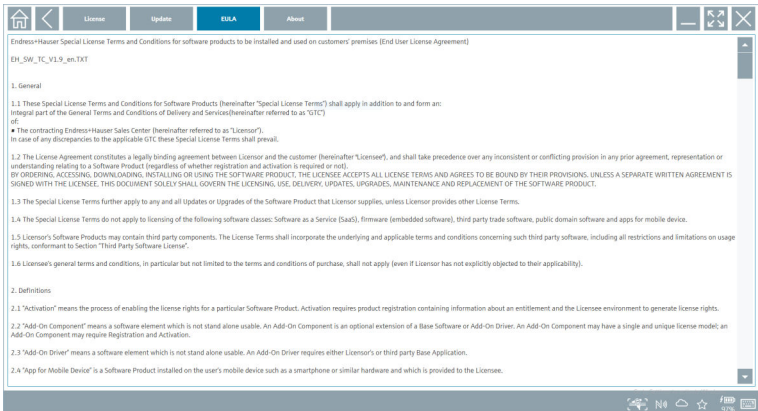 License
Update
EULA
About
Endress+Hauser Special License Terms and Conditions for software products to be installed and used on customers' premises (End User License Agreement)
EH_SW_TC_V1.9_en.TXT
1. General
1.1 These Special License Terms and Conditions for Software Products (hereinafter "Special License Terms") shall apply in addition to and form an:
Integral part of the General Terms and Conditions of Delivery and Services(hereinafter referred to as "GTC")
of:
▪ The contracting Endress+Hauser Sales Center (hereinafter referred to as "Licensor").
In case of any discrepancies to the applicable GTC these Special License Terms shall prevail.
1.2 The License Agreement constitutes a legally binding agreement between Licensor and the customer (hereinafter "Licensee"), and shall take precedence over any inconsistent or conflicting provision in any prior agreement, representation or
understanding relating to a Software Product (regardless of whether registration and activation is required or not).
BY ORDERING, ACCESSING, DOWNLOADING, INSTALLING OR USING THE SOFTWARE PRODUCT, THE LICENSEE ACCEPTS ALL LICENSE TERMS AND AGREES TO BE BOUND BY THEIR PROVISIONS. UNLESS A SEPARATE WRITTEN AGREEMENT IS
SIGNED WITH THE LICENSEE, THIS DOCUMENT SOLELY SHALL GOVERN THE LICENSING, USE, DELIVERY, UPDATES, UPGRADES, MAINTENANCE AND REPLACEMENT OF THE SOFTWARE PRODUCT.
1.3 The Special License Terms further apply to any and all Updates or Upgrades of the Software Product that Licensor supplies, unless Licensor provides other License Terms.
1.4 The Special License Terms do not apply to licensing of the following software classes: Software as a Service (SaaS), firmware (embedded software), third party trade software, public domain software and apps for mobile device.
1.5 Licensor's Software Products may contain third party components. The License Terms shall incorporate the underlying and applicable terms and conditions concerning such third party software, including all restrictions and limitations on usage
rights, conformant to Section "Third Party Software License".
1.6 Licensee's general terms and conditions, in particular but not limited to the terms and conditions of purchase, shall not apply (even if Licensor has not explicitly objected to their applicability).
2. Definitions
2.1 "Activation" means the process of enabling the license rights for a particular Software Product. Activation requires product registration containing information about an entitlement and the Licensee environment to generate license rights.
2.2 "Add-On Component" means a software element which is not stand alone usable. An Add-On Component is an optional extension of a Base Software or Add-On Driver. An Add-On Component may have a single and unique license model; an
Add-On Component may require Registration and Activation.
2.3 "Add-On Driver" means a software element which is not stand alone usable. An Add-On Driver requires either Licensor's or third party Base Application.
2.4 "App for Mobile Device" is a Software Product installed on the user's mobile device such as a smartphone or similar hardware and which is provided to the Licensee.
97%